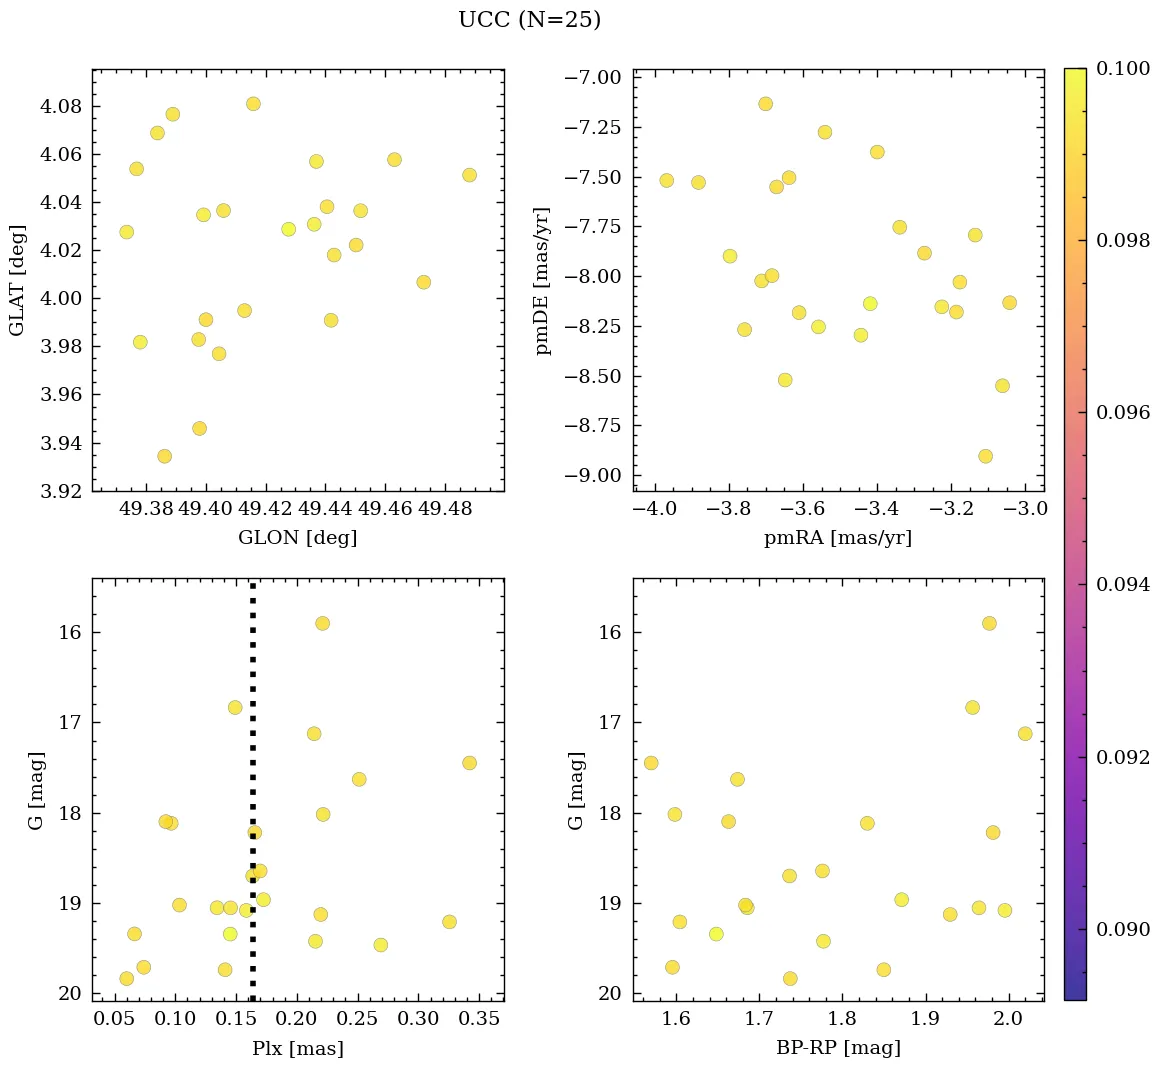 UCC (N=25)
4.08
4.06
4.04
4.02
4.00
3.98
3.96
3.94
3.92
GLAT [deg]
49.38 49.40 49.42 49.44 49.46 49.48
GLON [deg]
−7.00
−7.25
−7.50
−7.75
−8.00
−8.25
−8.50
−8.75
−9.00
pmDE [mas/yr]
−4.0 −3.8 −3.6 −3.4 −3.2 −3.0
pmRA [mas/yr]
0.100
0.098
0.096
0.094
0.092
0.090
16
17
18
19
20
G [mag]
0.05 0.10 0.15 0.20 0.25 0.30 0.35
Plx [mas]
16
17
18
19
20
G [mag]
1.6 1.7 1.8 1.9 2.0
BP-RP [mag]